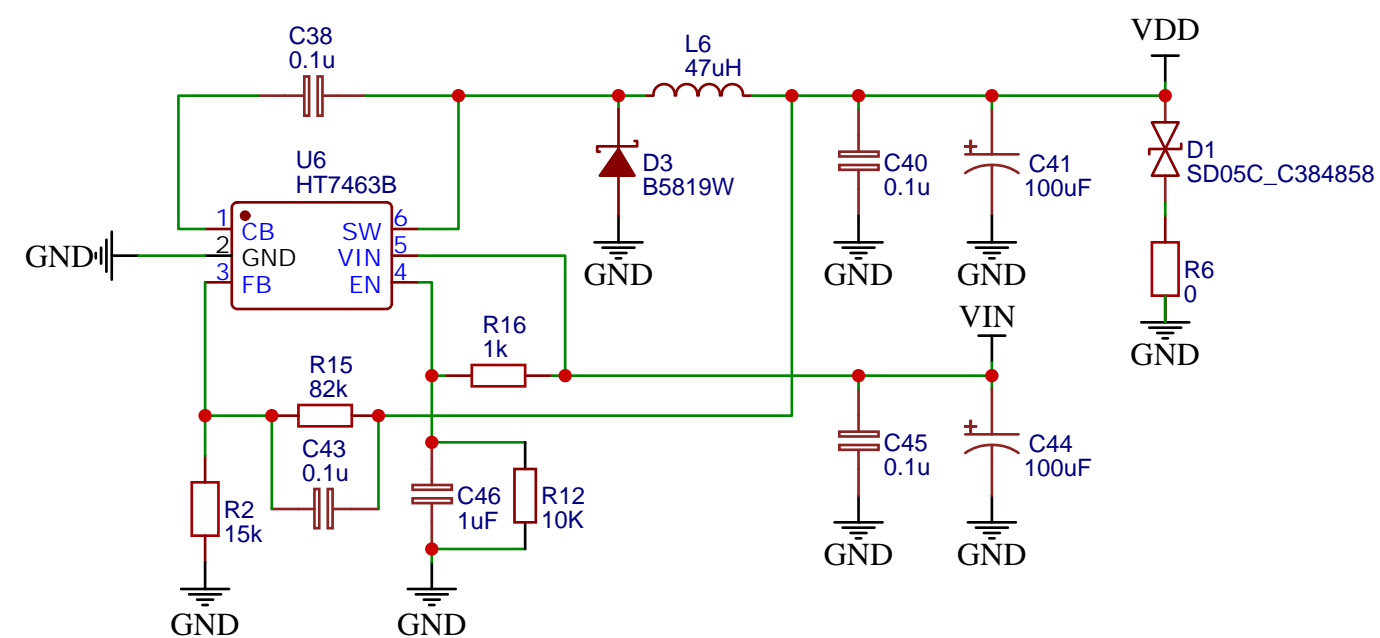 C38
0.1u
L6
47uH
VDD
U6
HT7463B
D3
B5819W
C40
0.1u
C41
100uF
D1
SD05C_C384858
1
CB
SW
6
GND
2
GND
VIN
5
3
FB
EN
4
GND
GND
GND
R6
0
R16
1k
VIN
GND
R15
82k
C43
0.1u
C45
0.1u
C44
100uF
R2
15k
C46
1uF
R12
10K
GND
GND
GND
GND